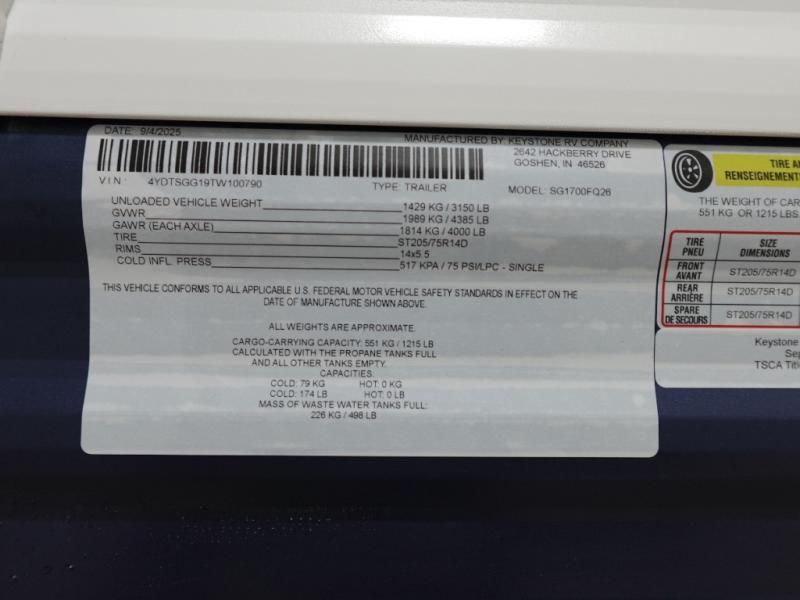 DATE: 9/4/2025
MANUFACTURED BY: KEYSTONE RV COMPANY
2642 HACKBERRY DRIVE
GOSHEN, IN 46526
VIN: 4YDTSGG19TW100790
TYPE: TRAILER
MODEL: SG1700FQ26
UNLOADED VEHICLE WEIGHT 1429 KG / 3150 LB
GVWR 1989 KG / 4385 LB
GAWR (EACH AXLE) 1814 KG / 4000 LB
TIRE ST205/75R14D
RIMS 14x5.5
COLD INFL. PRESS 517 KPA / 75 PSI/LPC - SINGLE
THIS VEHICLE CONFORMS TO ALL APPLICABLE U.S. FEDERAL MOTOR VEHICLE SAFETY STANDARDS IN EFFECT ON THE
DATE OF MANUFACTURE SHOWN ABOVE.
ALL WEIGHTS ARE APPROXIMATE.
CARGO-CARRYING CAPACITY: 551 KG / 1215 LB
CALCULATED WITH THE PROPANE TANKS FULL
AND ALL OTHER TANKS EMPTY.
CAPACITIES:
COLD: 79 KG HOT: 0 KG
COLD: 174 LB HOT: 0 LB
MASS OF WASTE WATER TANKS FULL:
226 KG / 498 LB
TIRE
RENSEIGNEMENTS
THE WEIGHT OF
551 KG OR 1215 LBS.
TIRE SIZE
PNEU DIMENSIONS
FRONT
AVANT ST205/75R14D
REAR
ARRIÈRE ST205/75R14D
SPARE
DE SECOURS ST205/75R14D
Keystone
TSCA